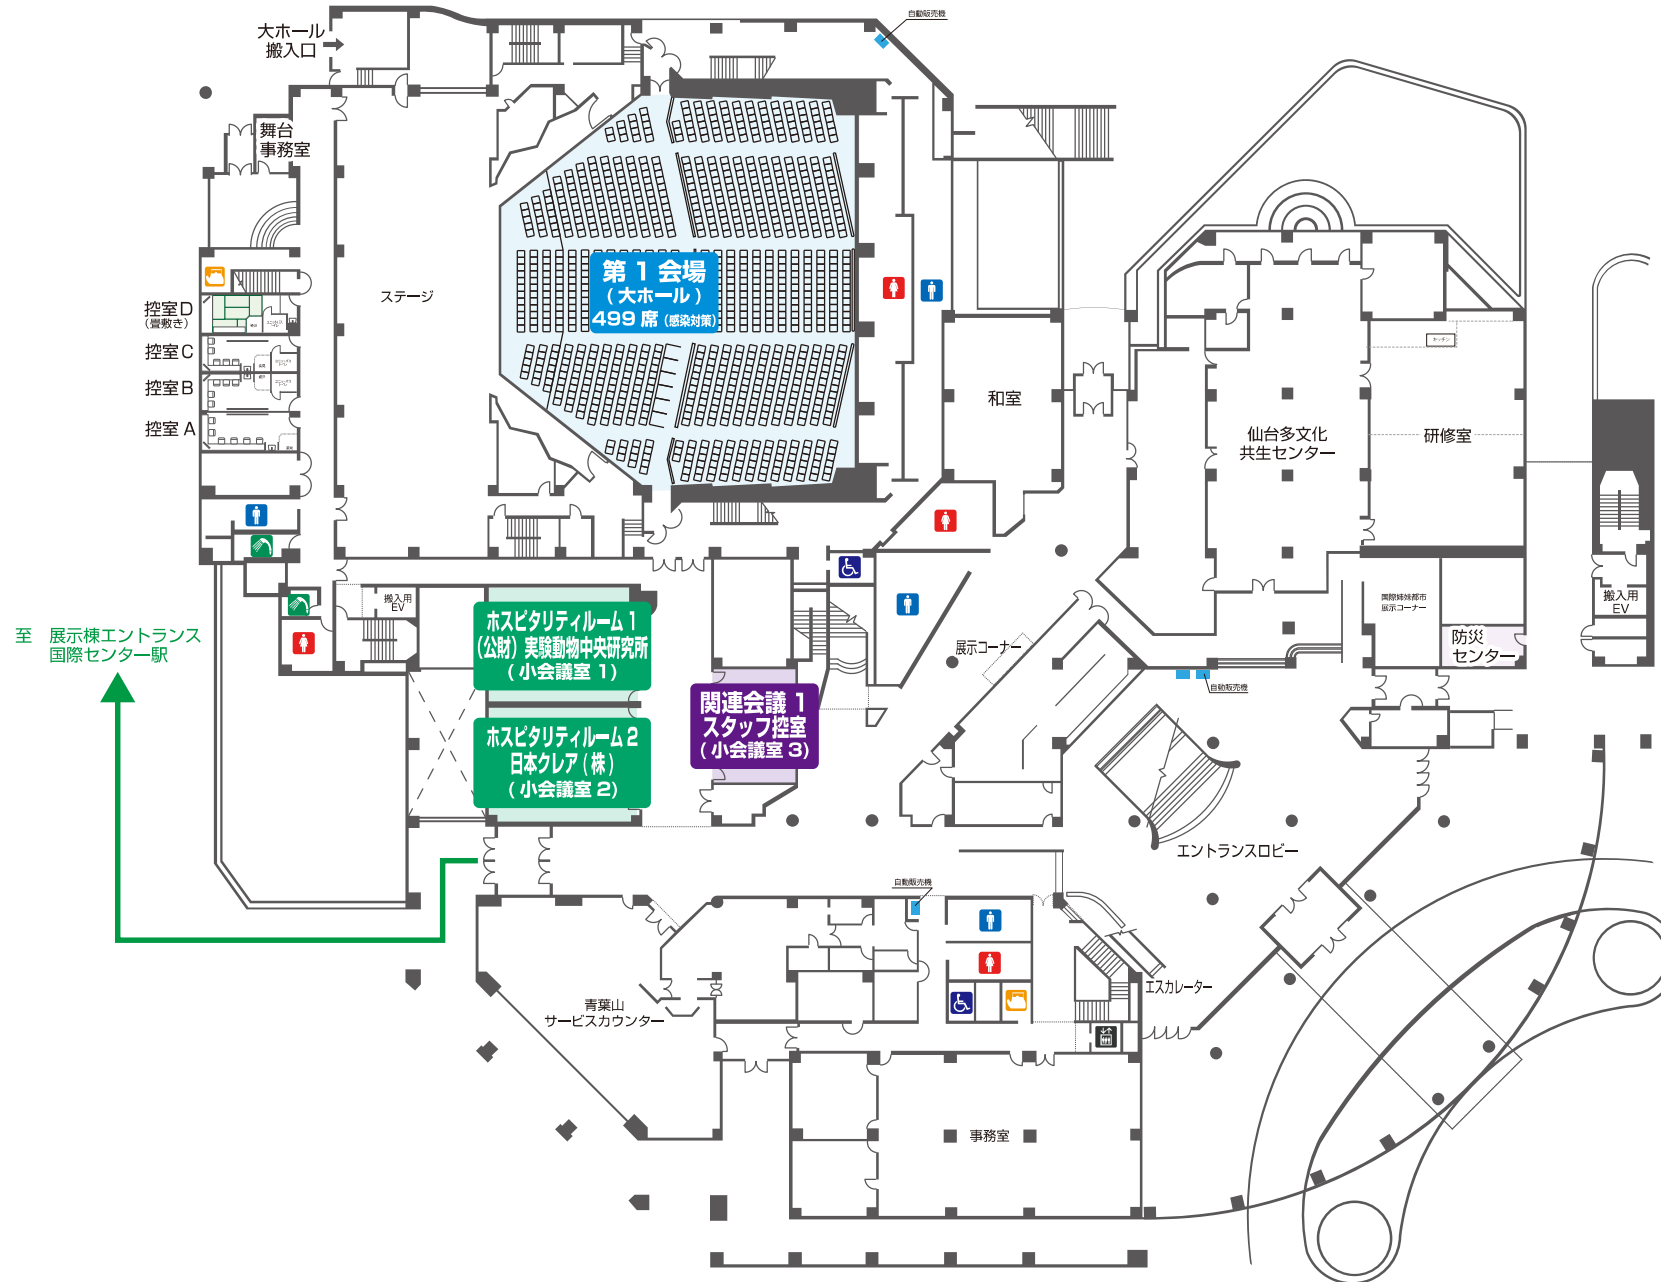 自動販売機
大ホール
搬入口
舞台
事務室
控室D
(畳敷き)
控室C
控室B
控室A
ステージ
第1会場
(大ホール)
499席(感染対策)
和室
仙台多文化
共生センター
研修室
キッチン
搬入用
EV
至 展示棟エントランス
国際センター駅
ホスピタリティルーム1
(公財)実験動物中央研究所
(小会議室1)
ホスピタリティルーム2
日本クレア(株)
(小会議室2)
関連会議1
スタッフ控室
(小会議室3)
展示コーナー
国際姉妹都市
展示コーナー
防災
センター
搬入用
EV
自動販売機
エントランスロビー
自動販売機
エスカレーター
青葉山
サービスカウンター
事務室